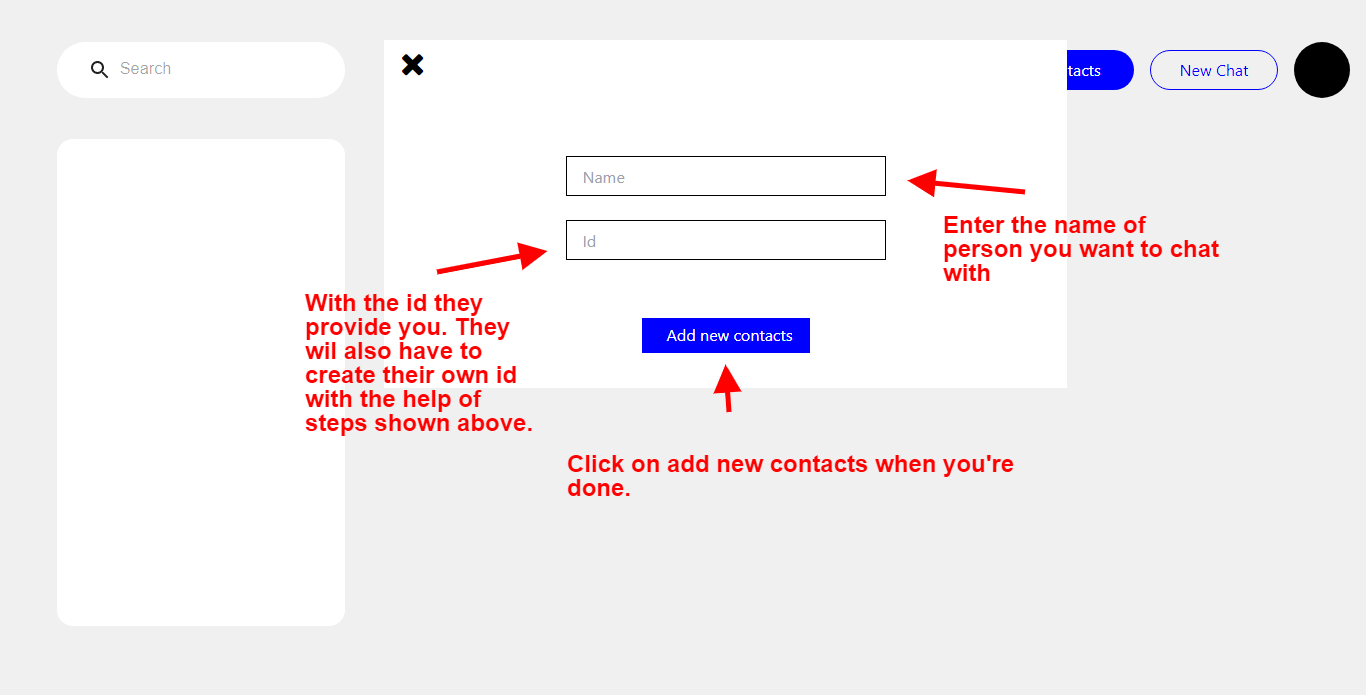 Search
tacts
New Chat
Name
Enter the name of
person you want to chat
with
Id
With the id they
provide you. They
wil also have to
create their own id
with the help of
steps shown above.
Add new contacts
Click on add new contacts when you're
done.